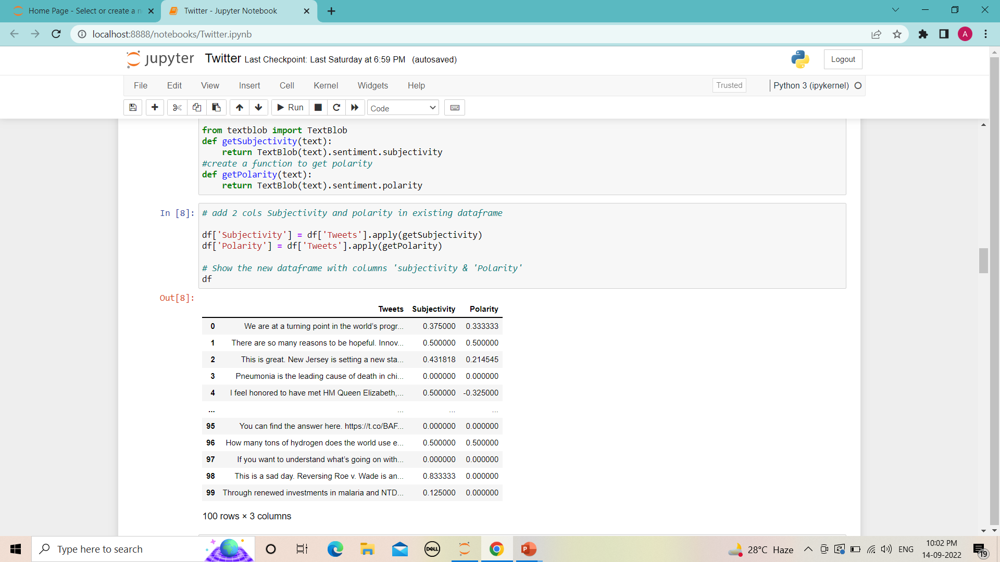 Home Page - Select or create a n
Twitter - Jupyter Notebook
localhost:8888/notebooks/Twitter.ipynb
A
jupyter Twitter Last Checkpoint: Last Saturday at 6:59 PM (autosaved)
Logout
File Edit View Insert Cell Kernel Widgets Help
Trusted
Python 3 (ipykernel)
Run
Code
from textblob import TextBlob
def getSubjectivity(text):
    return TextBlob(text).sentiment.subjectivity
#create a function to get polarity
def getPolarity(text):
    return TextBlob(text).sentiment.polarity
In [8]:
# add 2 cols Subjectivity and polarity in existing dataframe
df['Subjectivity'] = df['Tweets'].apply(getSubjectivity)
df['Polarity'] = df['Tweets'].apply(getPolarity)
# Show the new dataframe with columns 'subjectivity & 'Polarity'
df
Out[8]:
Tweets Subjectivity Polarity
0 We are at a turning point in the world’s progr... 0.375000 0.333333
1 There are so many reasons to be hopeful. Innov... 0.500000 0.500000
2 This is great. New Jersey is setting a new sta... 0.431818 0.214545
3 Pneumonia is the leading cause of death in chi... 0.000000 0.000000
4 I feel honored to have met HM Queen Elizabeth,... 0.500000 -0.325000
... ... ... ...
95 You can find the answer here. https://t.co/BAF... 0.000000 0.000000
96 How many tons of hydrogen does the world use e... 0.500000 0.500000
97 If you want to understand what’s going on with... 0.000000 0.000000
98 This is a sad day. Reversing Roe v. Wade is an... 0.833333 0.000000
99 Through renewed investments in malaria and NTD... 0.125000 0.000000
100 rows × 3 columns
Type here to search
DELL
P
28°C Haze
ENG
10:02 PM
14-09-2022
19